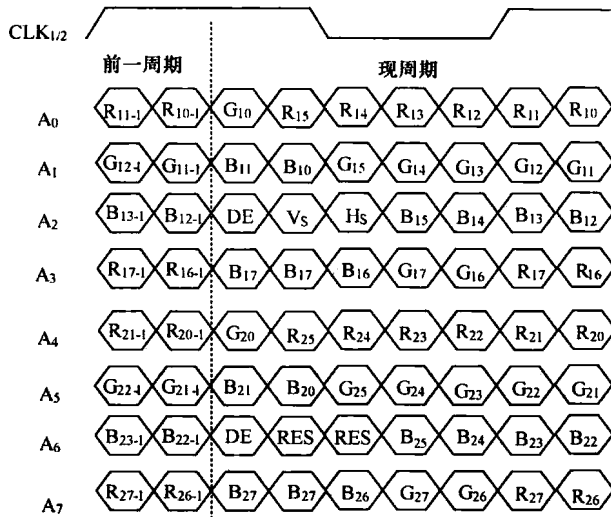 CLK1/2
前一周期 现周期
A0 R11-1 R10-1 G10 R15 R14 R13 R12 R11 R10
A1 G12-1 G11-1 B11 B10 G15 G14 G13 G12 G11
A2 B13-1 B12-1 DE VS HS B15 B14 B13 B12
A3 R17-1 R16-1 B17 B17 B16 G17 G16 R17 R16
A4 R21-1 R20-1 G20 R25 R24 R23 R22 R21 R20
A5 G22-1 G21-1 B21 B20 G25 G24 G23 G22 G21
A6 B23-1 B22-1 DE RES RES B25 B24 B23 B22
A7 R27-1 R26-1 B27 B27 B26 G27 G26 R27 R26